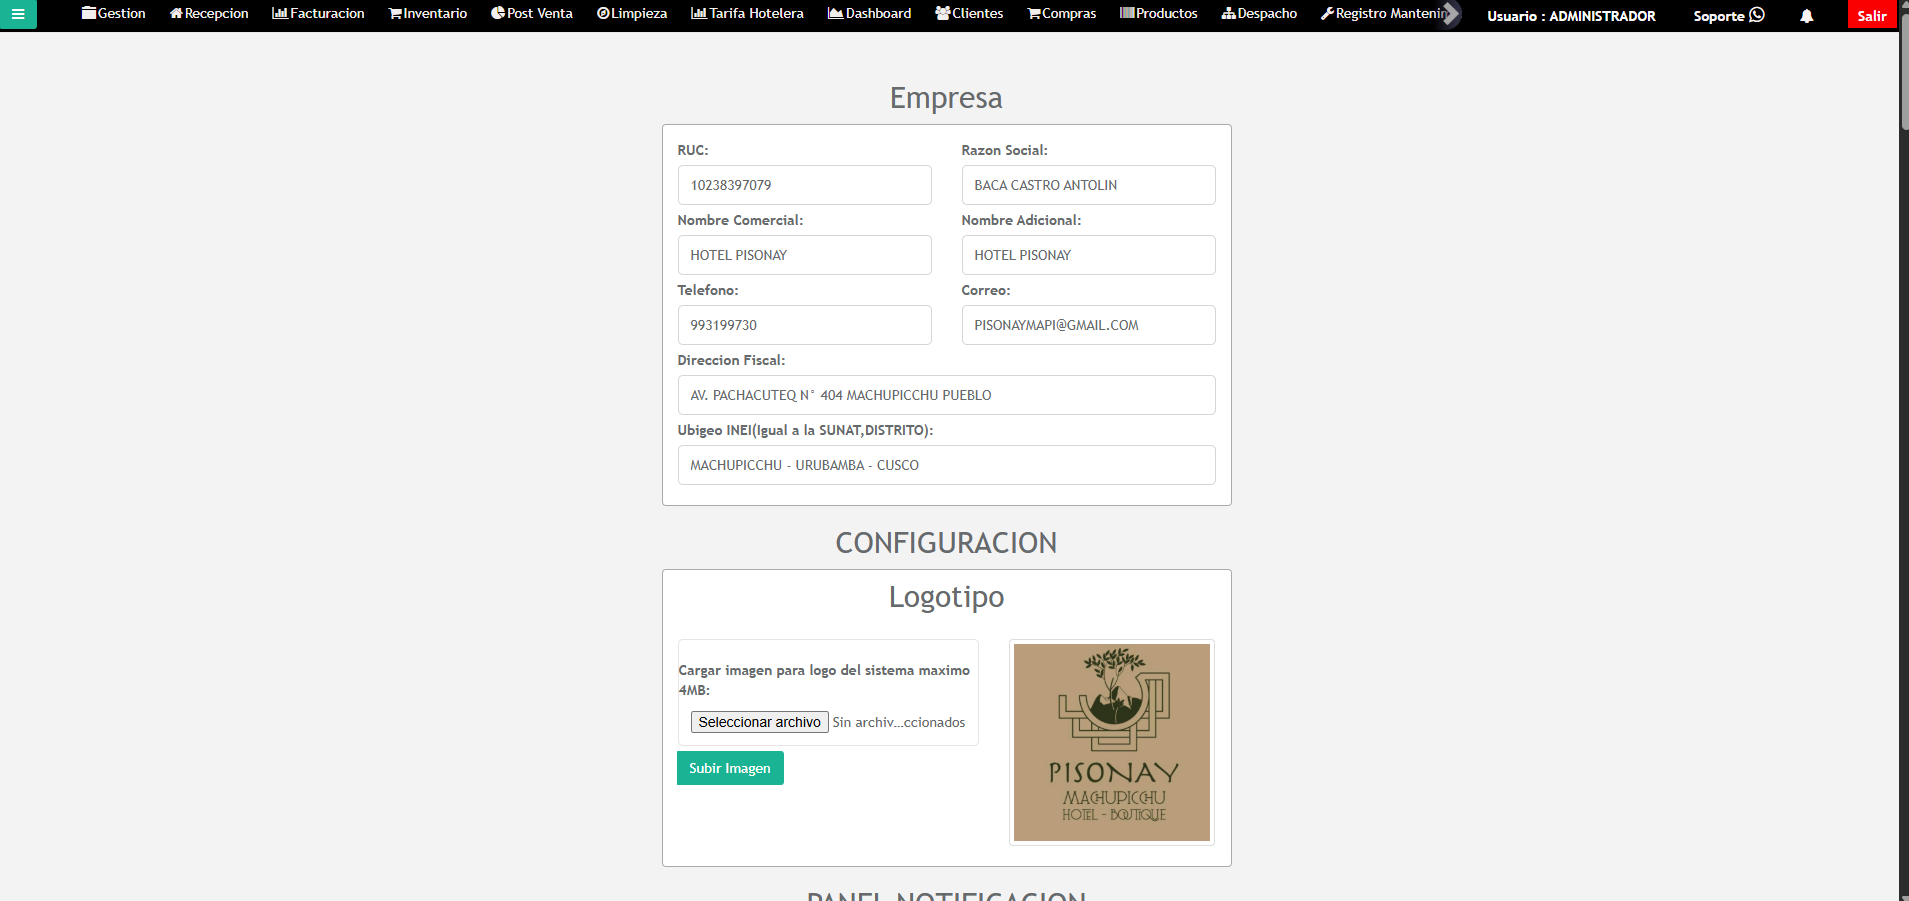 Gestion Recepcion Facturacion Inventario Post Venta Limpieza Tarifa Hotelera Dashboard Clientes Compras Productos Despacho Registro Usuario : ADMINISTRADOR Soporte Salir
Empresa
RUC: Razon Social:
10238397079 BACA CASTRO ANTOLIN
Nombre Comercial: Nombre Adicional:
HOTEL PISONAY HOTEL PISONAY
Telefono: Correo:
993199730 PISONAYMAPI@GMAIL.COM
Direccion Fiscal:
AV. PACHACUTEQ N° 404 MACHUPICCHU PUEBLO
Ubigeo INEI(Igual a la SUNAT,DISTRITO):
MACHUPICCHU - URUBAMBA - CUSCO
CONFIGURACION
Logotipo
Cargar imagen para logo del sistema maximo
4MB:
Seleccionar archivo Sin archiv...ccionados
Subir Imagen
PISONAY
MACHUPICCHU
HOTEL - BOUTIQUE
PANEL NOTIFICACION